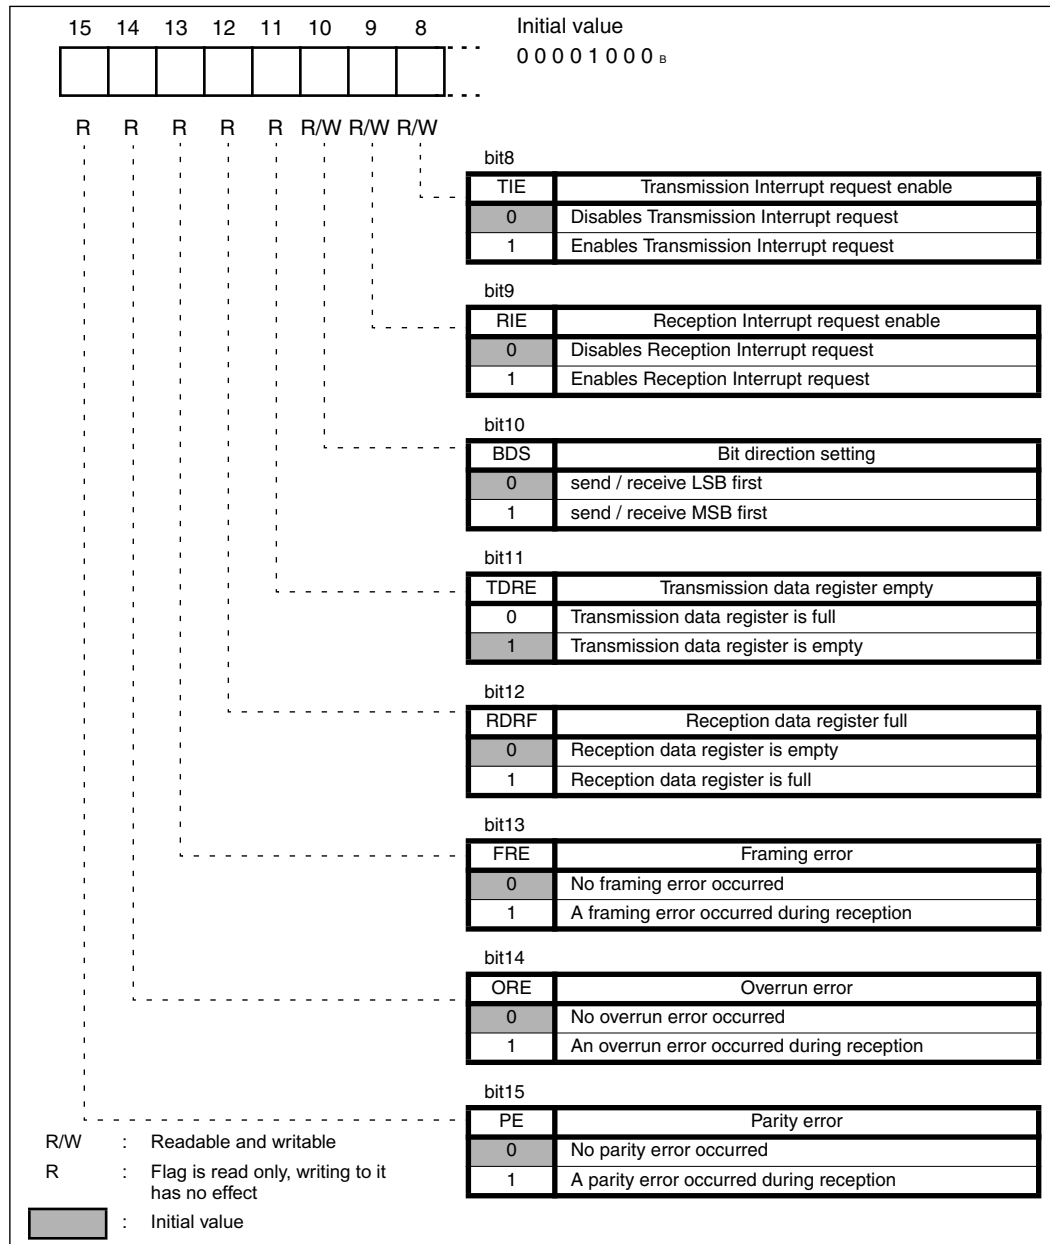 15 14 13 12 11 10 9 8
Initial value
0 0 0 0 1 0 0 0 B
R R R R R R/W R/W R/W
bit8
TIE Transmission Interrupt request enable
0 Disables Transmission Interrupt request
1 Enables Transmission Interrupt request
bit9
RIE Reception Interrupt request enable
0 Disables Reception Interrupt request
1 Enables Reception Interrupt request
bit10
BDS Bit direction setting
0 send / receive LSB first
1 send / receive MSB first
bit11
TDRE Transmission data register empty
0 Transmission data register is full
1 Transmission data register is empty
bit12
RDRF Reception data register full
0 Reception data register is empty
1 Reception data register is full
bit13
FRE Framing error
0 No framing error occurred
1 A framing error occurred during reception
bit14
ORE Overrun error
0 No overrun error occurred
1 An overrun error occurred during reception
bit15
PE Parity error
0 No parity error occurred
1 A parity error occurred during reception
R/W : Readable and writable
R : Flag is read only, writing to it
has no effect
: Initial value